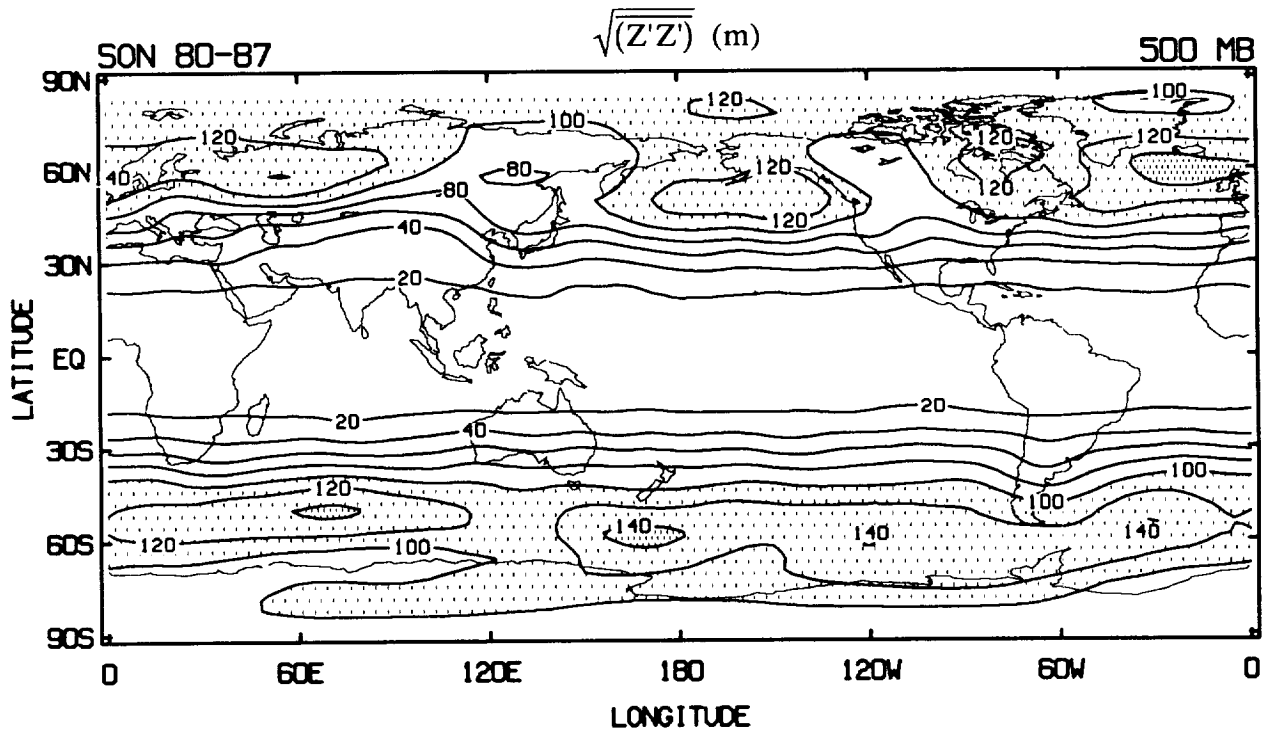 √(Z'Z') (m)
SON 80-87 500 MB
90N
60N
30N
EQ
30S
60S
90S
LATITUDE
120 100
120 100 120 120
80 120
40 80 120 120
40
20
20 20
40
120 100
100
140 140 140
120 100
0 60E 120E 180 120W 60W 0
LONGITUDE